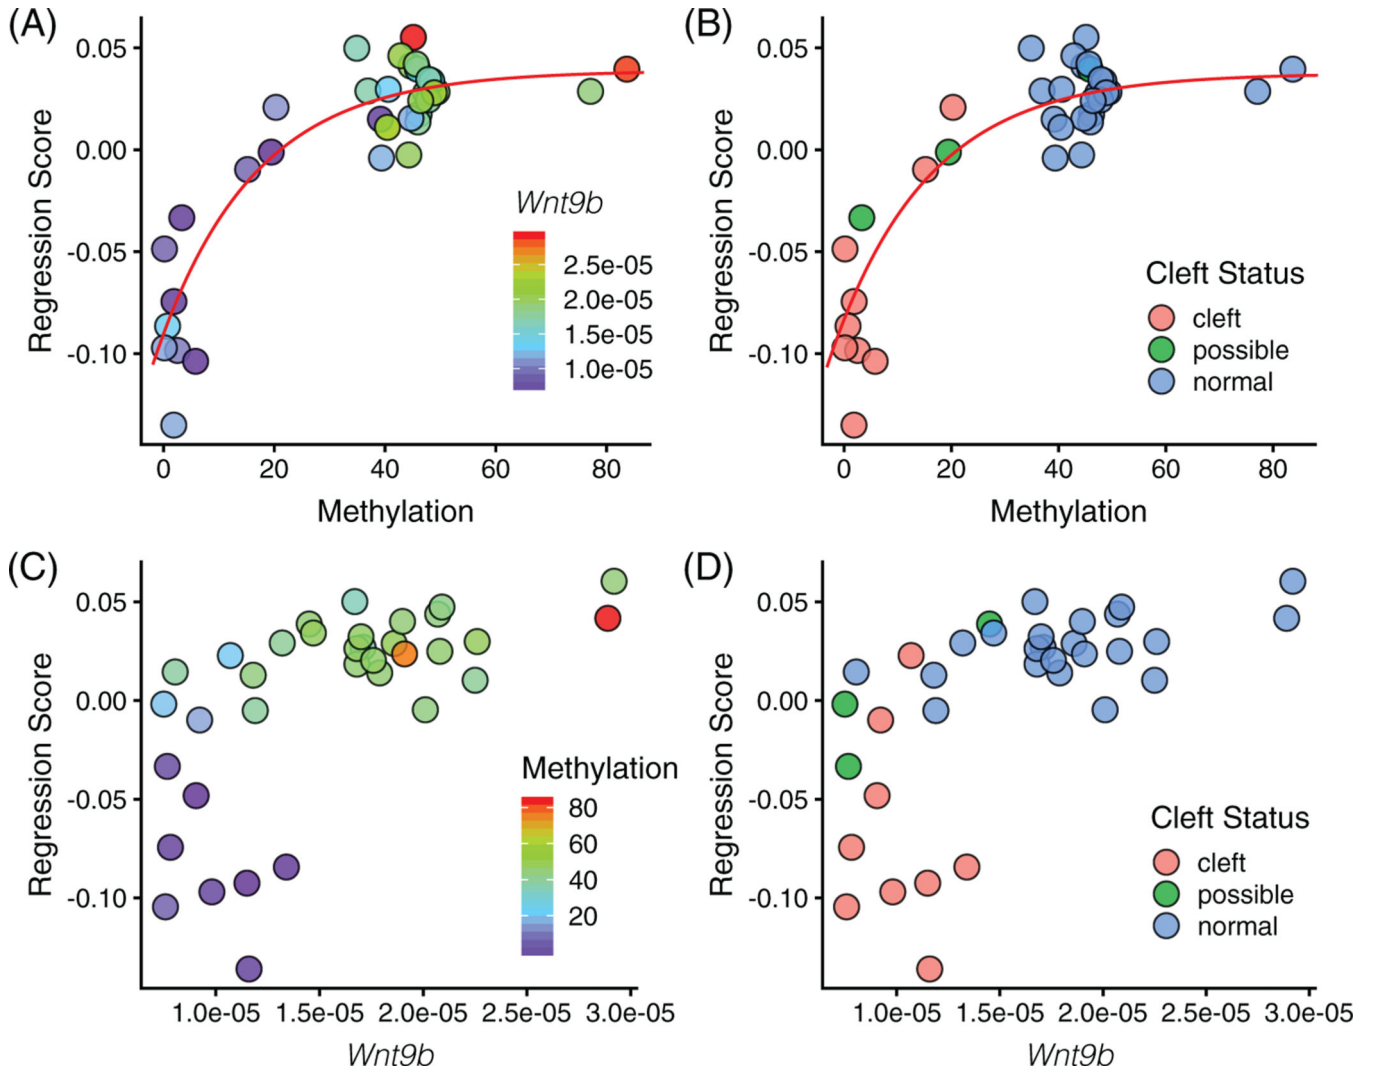 (A)
0.05
0.00
-0.05
-0.10
Regression Score
Wnt9b
2.5e-05
2.0e-05
1.5e-05
1.0e-05
0 20 40 60 80
Methylation
(B)
0.05
0.00
-0.05
-0.10
Regression Score
Cleft Status
cleft
possible
normal
0 20 40 60 80
Methylation
(C)
0.05
0.00
-0.05
-0.10
Regression Score
Methylation
80
60
40
20
1.0e-05 1.5e-05 2.0e-05 2.5e-05 3.0e-05
Wnt9b
(D)
0.05
0.00
-0.05
-0.10
Regression Score
Cleft Status
cleft
possible
normal
1.0e-05 1.5e-05 2.0e-05 2.5e-05 3.0e-05
Wnt9b